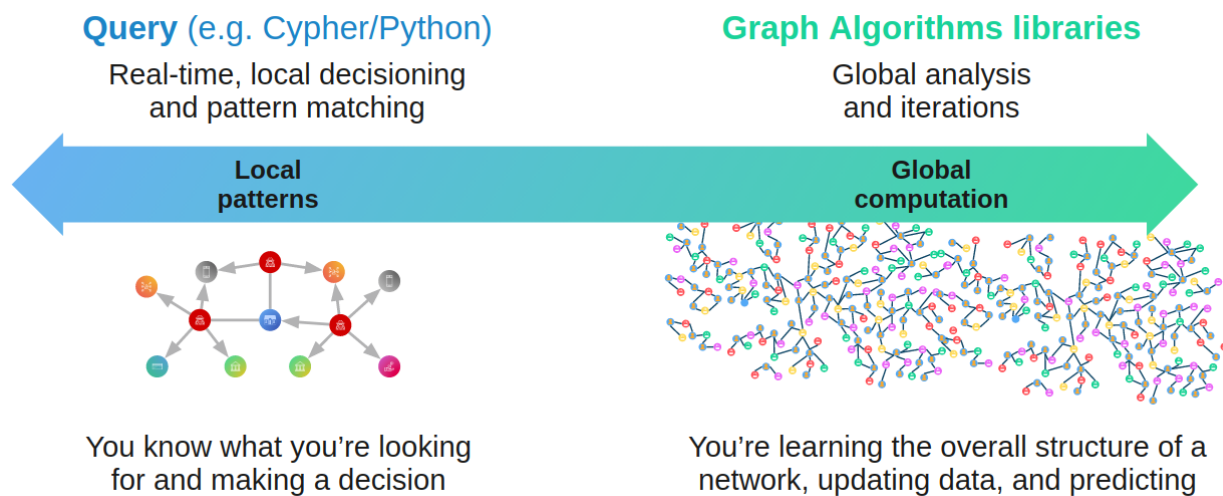 Query (e.g. Cypher/Python)
Real-time, local decisioning
and pattern matching
Graph Algorithms libraries
Global analysis
and iterations
Local
patterns
Global
computation
You know what you’re looking
for and making a decision
You’re learning the overall structure of a
network, updating data, and predicting